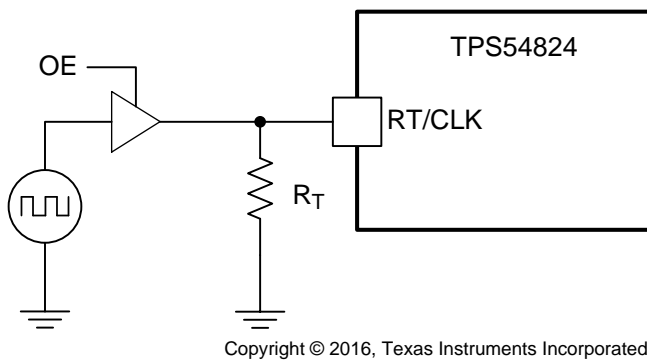 TPS54824
OE
RT/CLK
RT
Copyright © 2016, Texas Instruments Incorporated